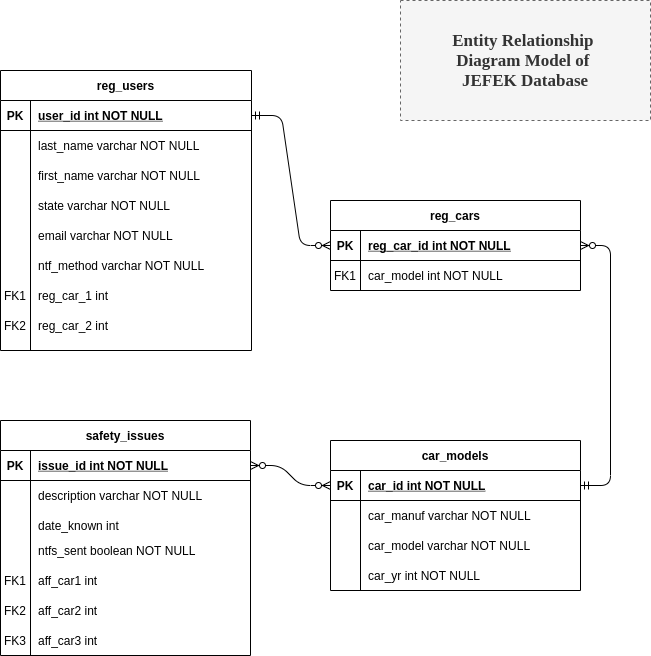 Entity Relationship
Diagram Model of
JEFEK Database
reg_users
PK user_id int NOT NULL
last_name varchar NOT NULL
first_name varchar NOT NULL
state varchar NOT NULL
email varchar NOT NULL
ntf_method varchar NOT NULL
FK1 reg_car_1 int
FK2 reg_car_2 int
reg_cars
PK reg_car_id int NOT NULL
FK1 car_model int NOT NULL
safety_issues
PK issue_id int NOT NULL
description varchar NOT NULL
date_known int
ntfs_sent boolean NOT NULL
FK1 aff_car1 int
FK2 aff_car2 int
FK3 aff_car3 int
car_models
PK car_id int NOT NULL
car_manuf varchar NOT NULL
car_model varchar NOT NULL
car_yr int NOT NULL